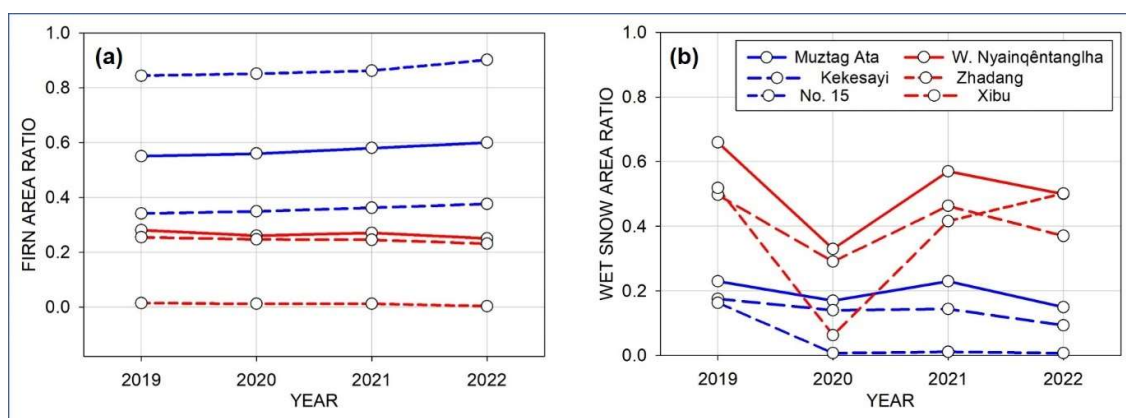 (a)
1.0
0.8
0.6
0.4
0.2
0.0
FIRN AREA RATIO
2019 2020 2021 2022
YEAR
(b)
Muztag Ata W. Nyainqêntanglha
Kekesayi Zhadang
No. 15 Xibu
1.0
0.8
0.6
0.4
0.2
0.0
WET SNOW AREA RATIO
2019 2020 2021 2022
YEAR